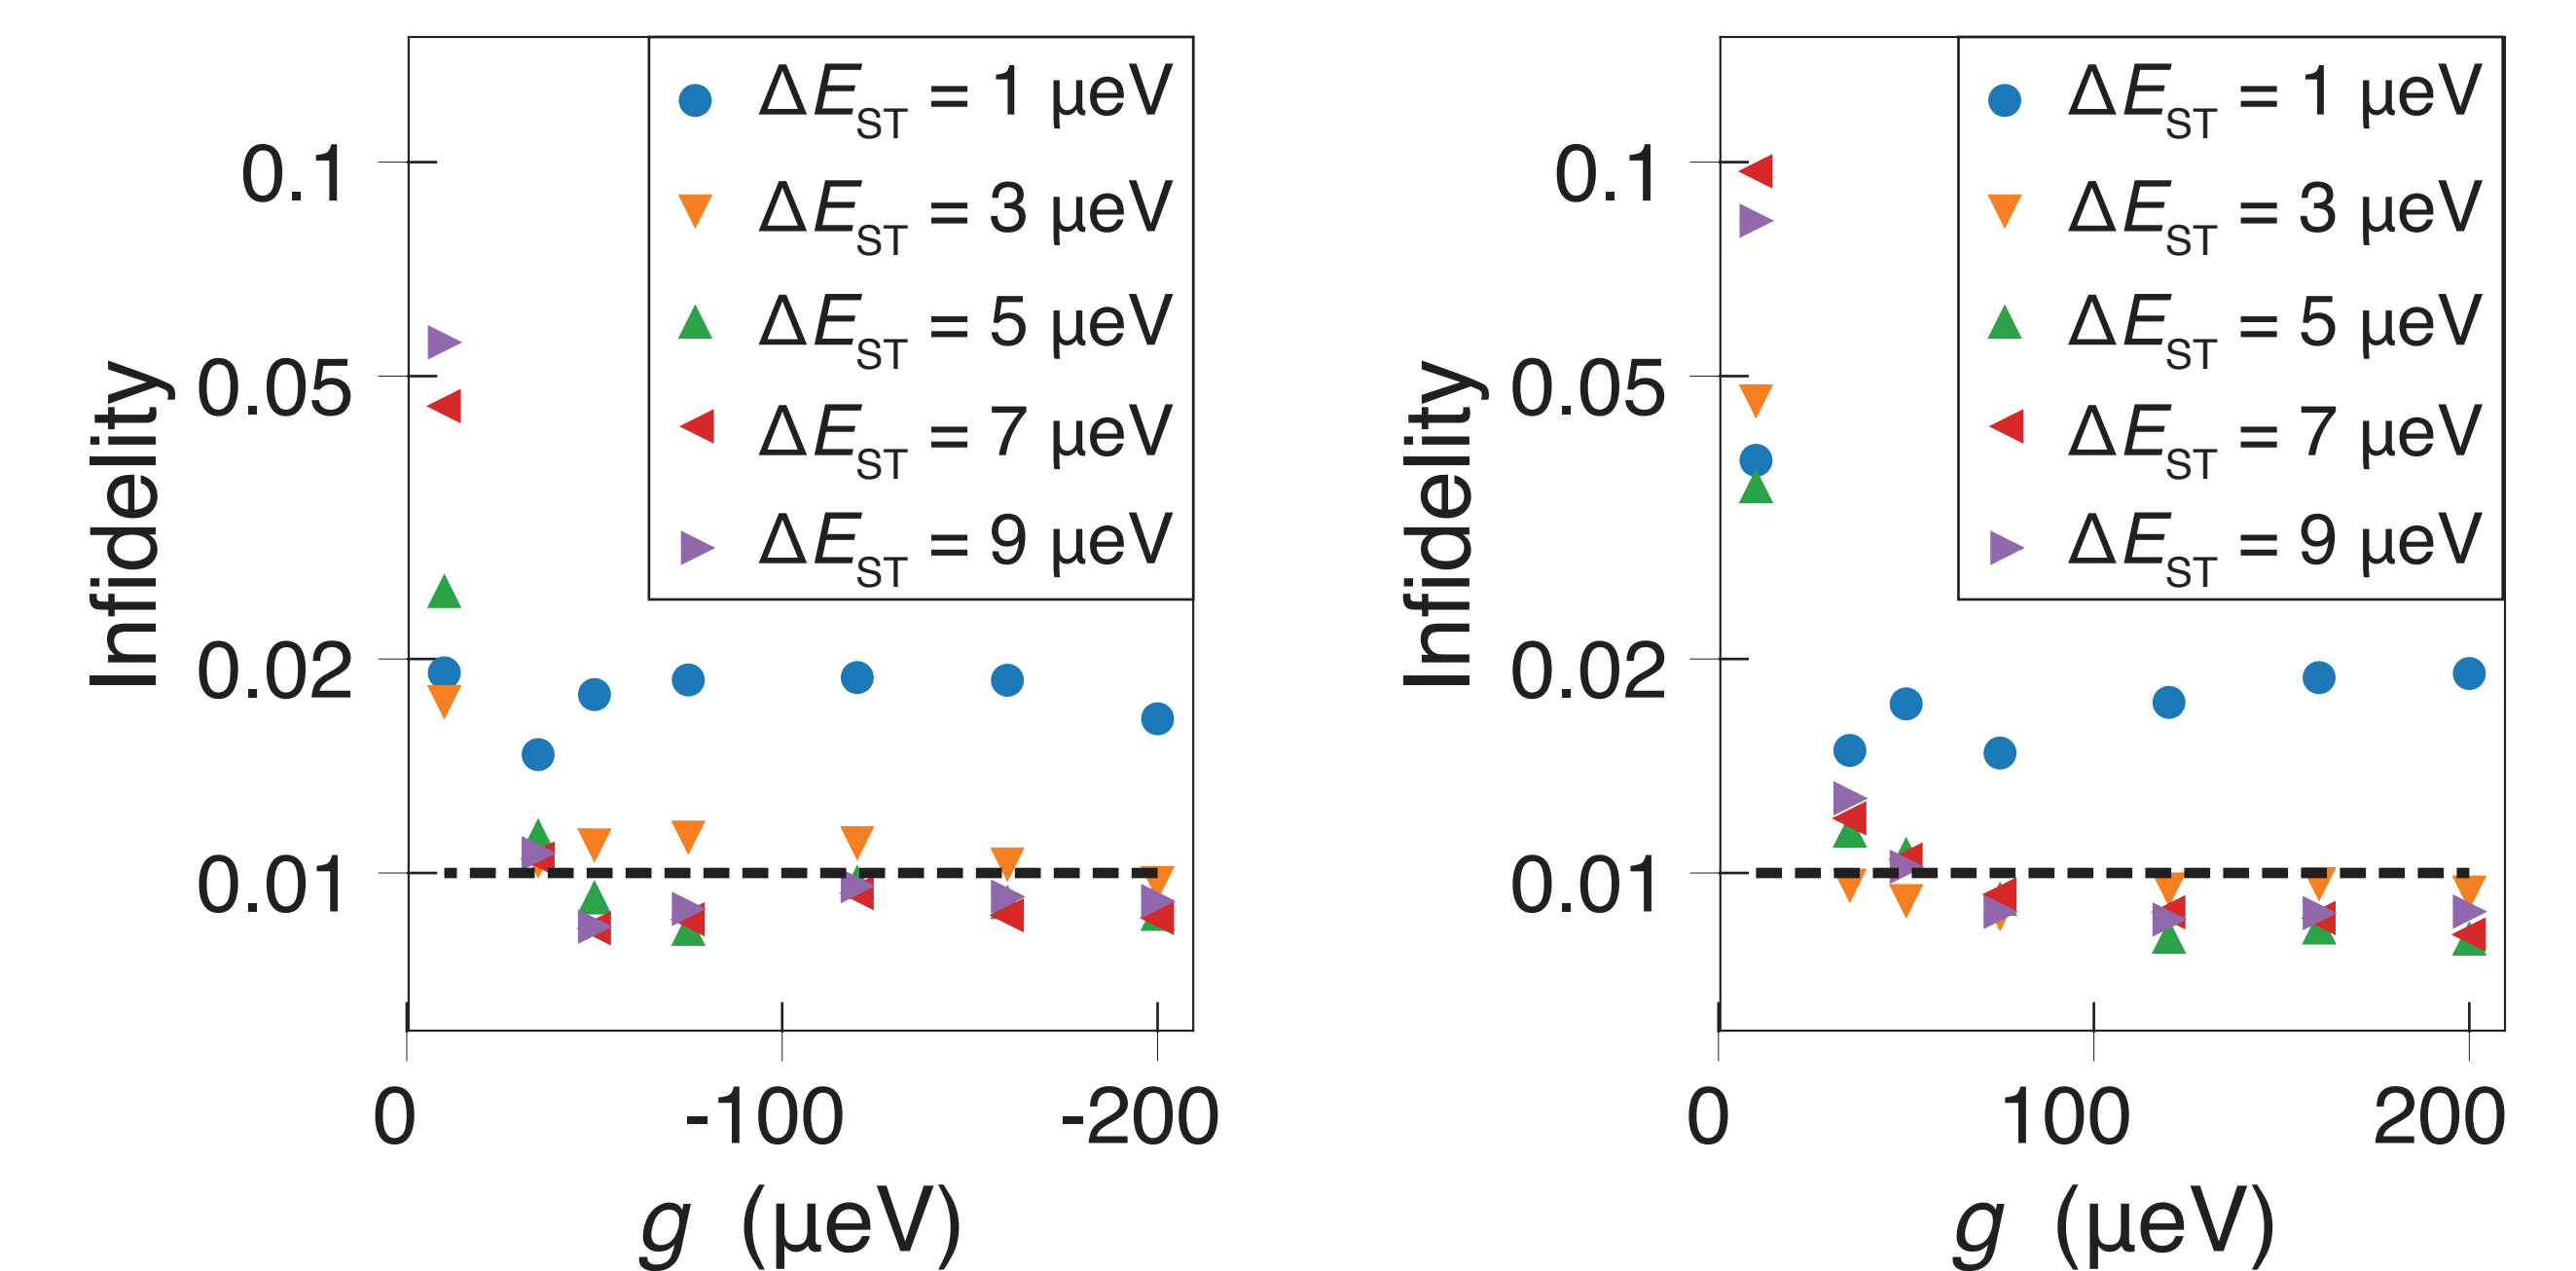 Infidelity
0.1
0.05
0.02
0.01
0
-100
-200
g (µeV)
ΔE_ST = 1 µeV
ΔE_ST = 3 µeV
ΔE_ST = 5 µeV
ΔE_ST = 7 µeV
ΔE_ST = 9 µeV
Infidelity
0.1
0.05
0.02
0.01
0
100
200
g (µeV)
ΔE_ST = 1 µeV
ΔE_ST = 3 µeV
ΔE_ST = 5 µeV
ΔE_ST = 7 µeV
ΔE_ST = 9 µeV